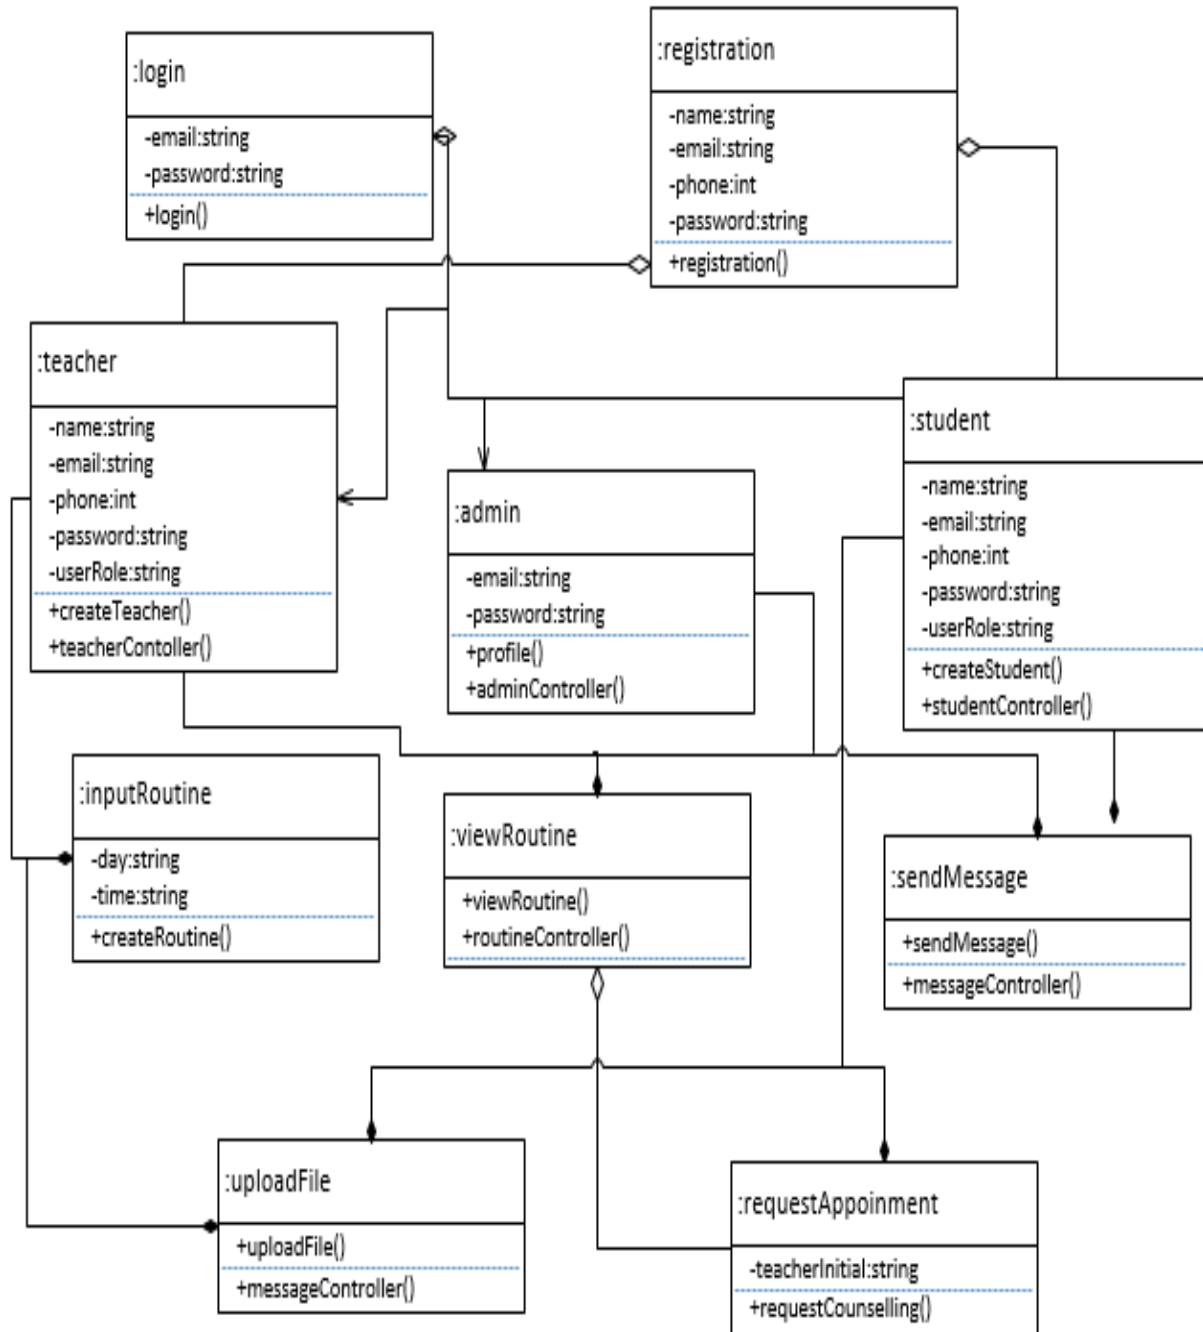 :login
-email:string
-password:string
+login()
:registration
-name:string
-email:string
-phone:int
-password:string
+registration()
:teacher
-name:string
-email:string
-phone:int
-password:string
-userRole:string
+createTeacher()
+teacherContoller()
:admin
-email:string
-password:string
+profile()
+adminController()
:student
-name:string
-email:string
-phone:int
-password:string
-userRole:string
+createStudent()
+studentController()
:inputRoutine
-day:string
-time:string
+createRoutine()
:viewRoutine
+viewRoutine()
+routineController()
:sendMessage
+sendMessage()
+messageController()
:uploadFile
+uploadFile()
+messageController()
:requestAppoinment
-teacherInitial:string
+requestCounselling()